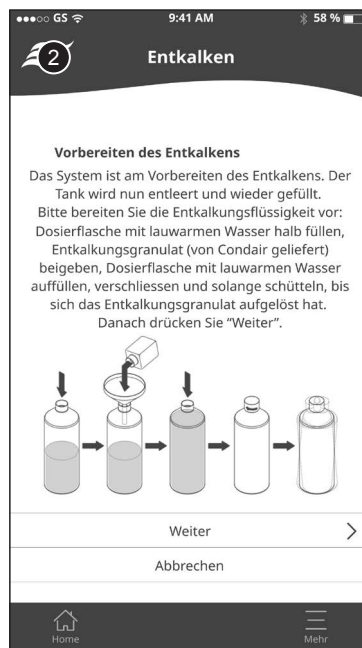 GS 9:41 AM 58 %
2
Entkalken
Vorbereiten des Entkalkens
Das System ist am Vorbereiten des Entkalkens. Der
Tank wird nun entleert und wieder gefüllt.
Bitte bereiten Sie die Entkalkungsflüssigkeit vor:
Dosierflasche mit lauwarmen Wasser halb füllen,
Entkalkungsgranulat (von Condair geliefert)
beigeben, Dosierflasche mit lauwarmen Wasser
auffüllen, verschliessen und solange schütteln, bis
sich das Entkalkungsgranulat aufgelöst hat.
Danach drücken Sie “Weiter”.
Weiter
Abbrechen
Home Mehr